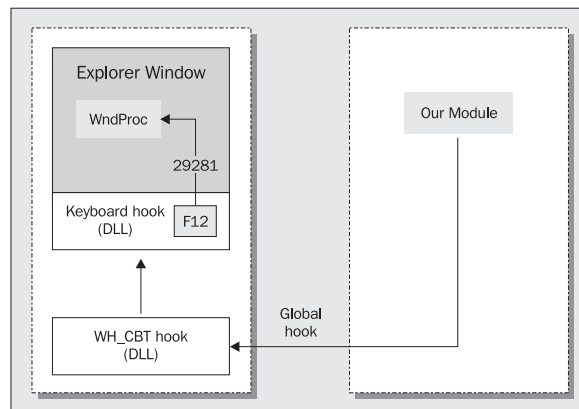 Explorer Window
WndProc
29281
Keyboard hook
(DLL)
F12
WH_CBT hook
(DLL)
Global
hook
Our Module